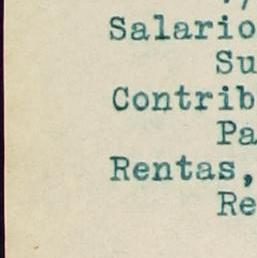 Salario
Su
Contrib
Pa
Rentas,
Re